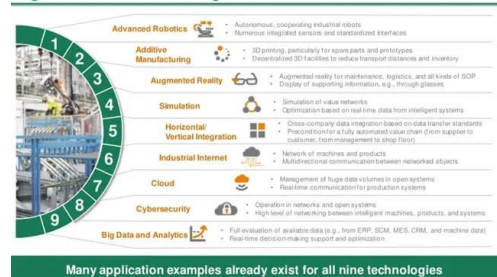 1
Advanced Robotics
• Autonomous, cooperating industrial robots
• Numerous integrated sensors and standardized interfaces
2
Additive
Manufacturing
• 3D printing, particularly for spare parts and prototypes
• Decentralized 3D facilities to reduce transport distances and inventory
3
Augmented Reality
• Augmented reality for maintenance, logistics, and all kinds of SOP
• Display of supporting information, e.g., through glasses
4
Simulation
• Simulation of value networks
• Optimization based on real-time data from intelligent systems
5
Horizontal/
Vertical Integration
• Cross-company data integration based on data transfer standards
• Precondition for a fully automated value chain (from supplier to
customer, from management to shop floor)
6
Industrial Internet
• Network of machines and products
• Multidirectional communication between networked objects
7
Cloud
• Management of huge data volumes in open systems
• Real-time communication for production systems
8
Cybersecurity
• Operation in networks and open systems
• High level of networking between intelligent machines, products, and systems
9
Big Data and Analytics
• Full evaluation of available data (e.g., from ERP, SCM, MES, CRM, and machine data)
• Real-time decision-making support and optimization
Many application examples already exist for all nine technologies